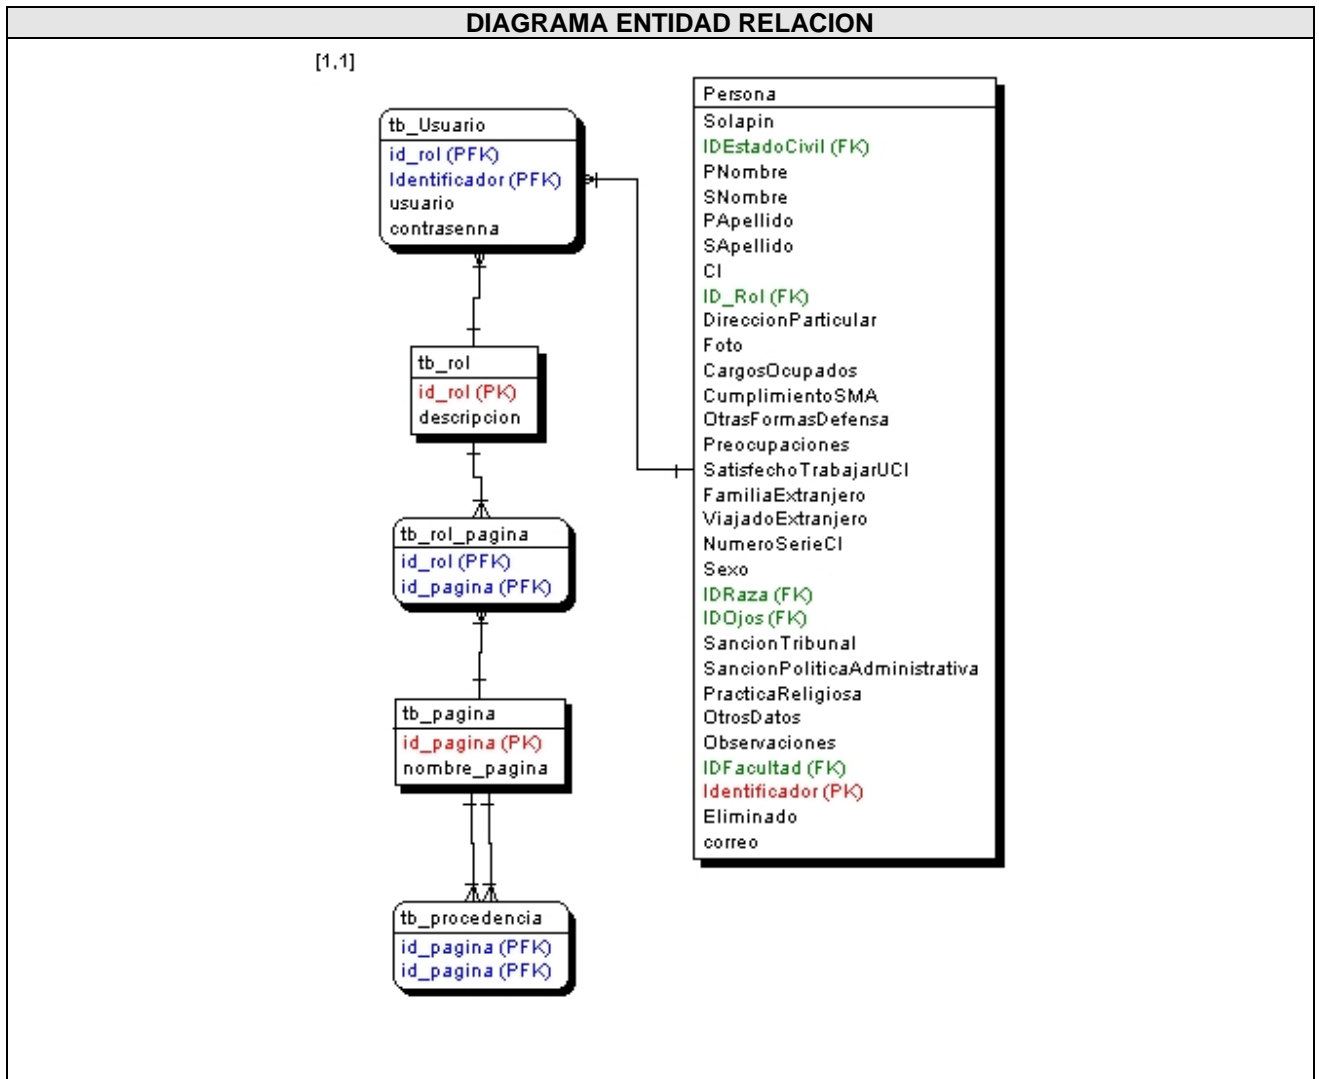 DIAGRAMA ENTIDAD RELACION
[1,1]
tb_Usuario
id_rol (PFK)
Identificador (PFK)
usuario
contrasenna
tb_rol
id_rol (PK)
descripcion
tb_rol_pagina
id_rol (PFK)
id_pagina (PFK)
tb_pagina
id_pagina (PK)
nombre_pagina
tb_procedencia
id_pagina (PFK)
id_pagina (PFK)
Persona
Solapin
IDEstadoCivil (FK)
PNombre
SNombre
PApellido
SApellido
CI
ID_Rol (FK)
DireccionParticular
Foto
CargosOcupados
CumplimientoSMA
OtrasFormasDefensa
Preocupaciones
SatisfechoTrabajarUCI
FamiliaExtranjero
ViajadoExtranjero
NumeroSerieCI
Sexo
IDRaza (FK)
IDOjos (FK)
SancionTribunal
SancionPoliticaAdministrativa
PracticaReligiosa
OtrosDatos
Observaciones
IDFacultad (FK)
Identificador (PK)
Eliminado
correo